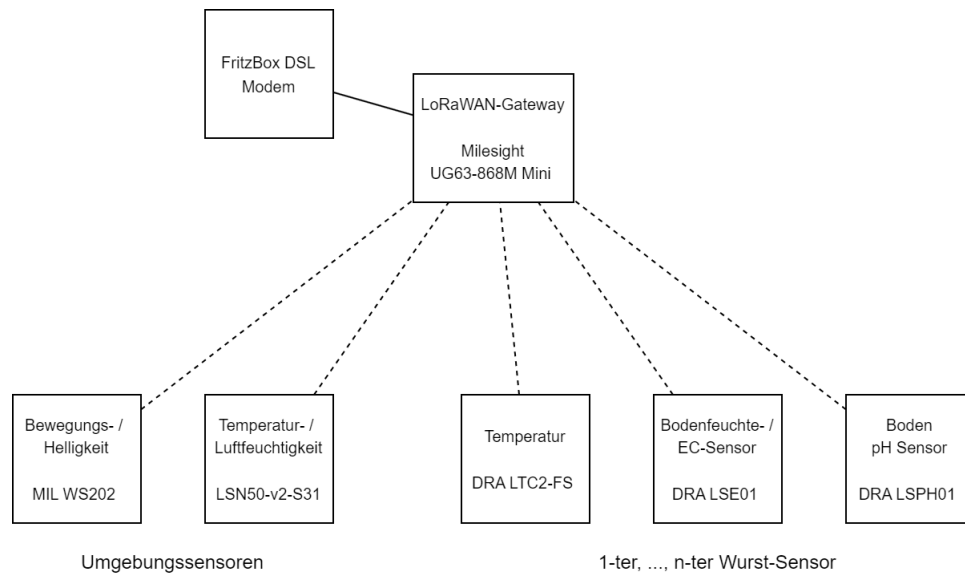 FritzBox DSL
Modem
LoRaWAN-Gateway
Milesight
UG63-868M Mini
Bewegungs- /
Helligkeit
MIL WS202
Temperatur- /
Luftfeuchtigkeit
LSN50-v2-S31
Temperatur
DRA LTC2-FS
Bodenfeuchte- /
EC-Sensor
DRA LSE01
Boden
pH Sensor
DRA LSPH01
Umgebungssensoren
1-ter, ..., n-ter Wurst-Sensor